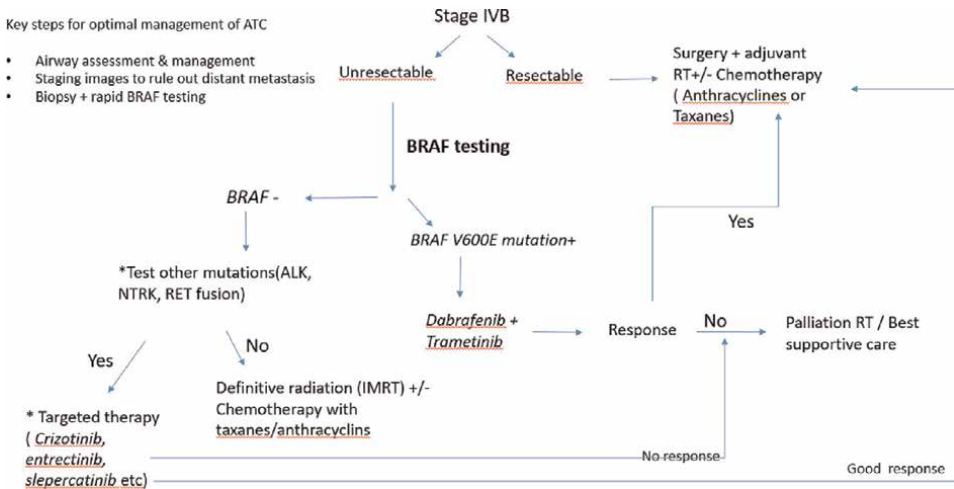 Key steps for optimal management of ATC
• Airway assessment & management
• Staging images to rule out distant metastasis
• Biopsy + rapid BRAF testing
Stage IVB
Unresectable
Resectable
Surgery + adjuvant
RT+/- Chemotherapy
( Anthracyclines or
Taxanes)
BRAF testing
BRAF -
BRAF V600E mutation+
*Test other mutations(ALK,
NTRK, RET fusion)
Dabrafenib +
Trametinib
Response
Yes
No
Palliation RT / Best
supportive care
Yes
No
Definitive radiation (IMRT) +/-
Chemotherapy with
taxanes/anthracyclins
* Targeted therapy
( Crizotinib,
entrectinib,
slepercatinib etc)
No response
Good response